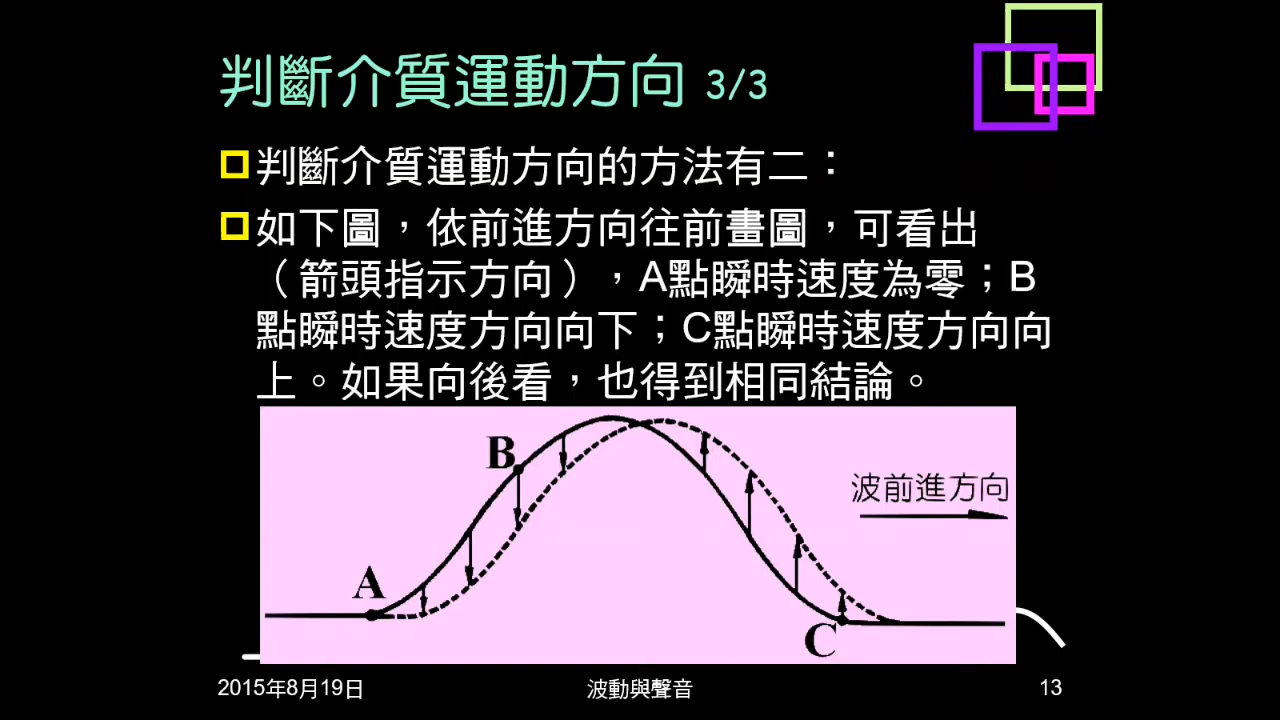 判斷介質運動方向 3/3
判斷介質運動方向的方法有二：
如下圖，依前進方向往前畫圖，可看出
（箭頭指示方向），A點瞬時速度為零；B
點瞬時速度方向向下；C點瞬時速度方向向
上。如果向後看，也得到相同結論。
B
波前進方向
A
C
2015年8月19日
波動與聲音
13